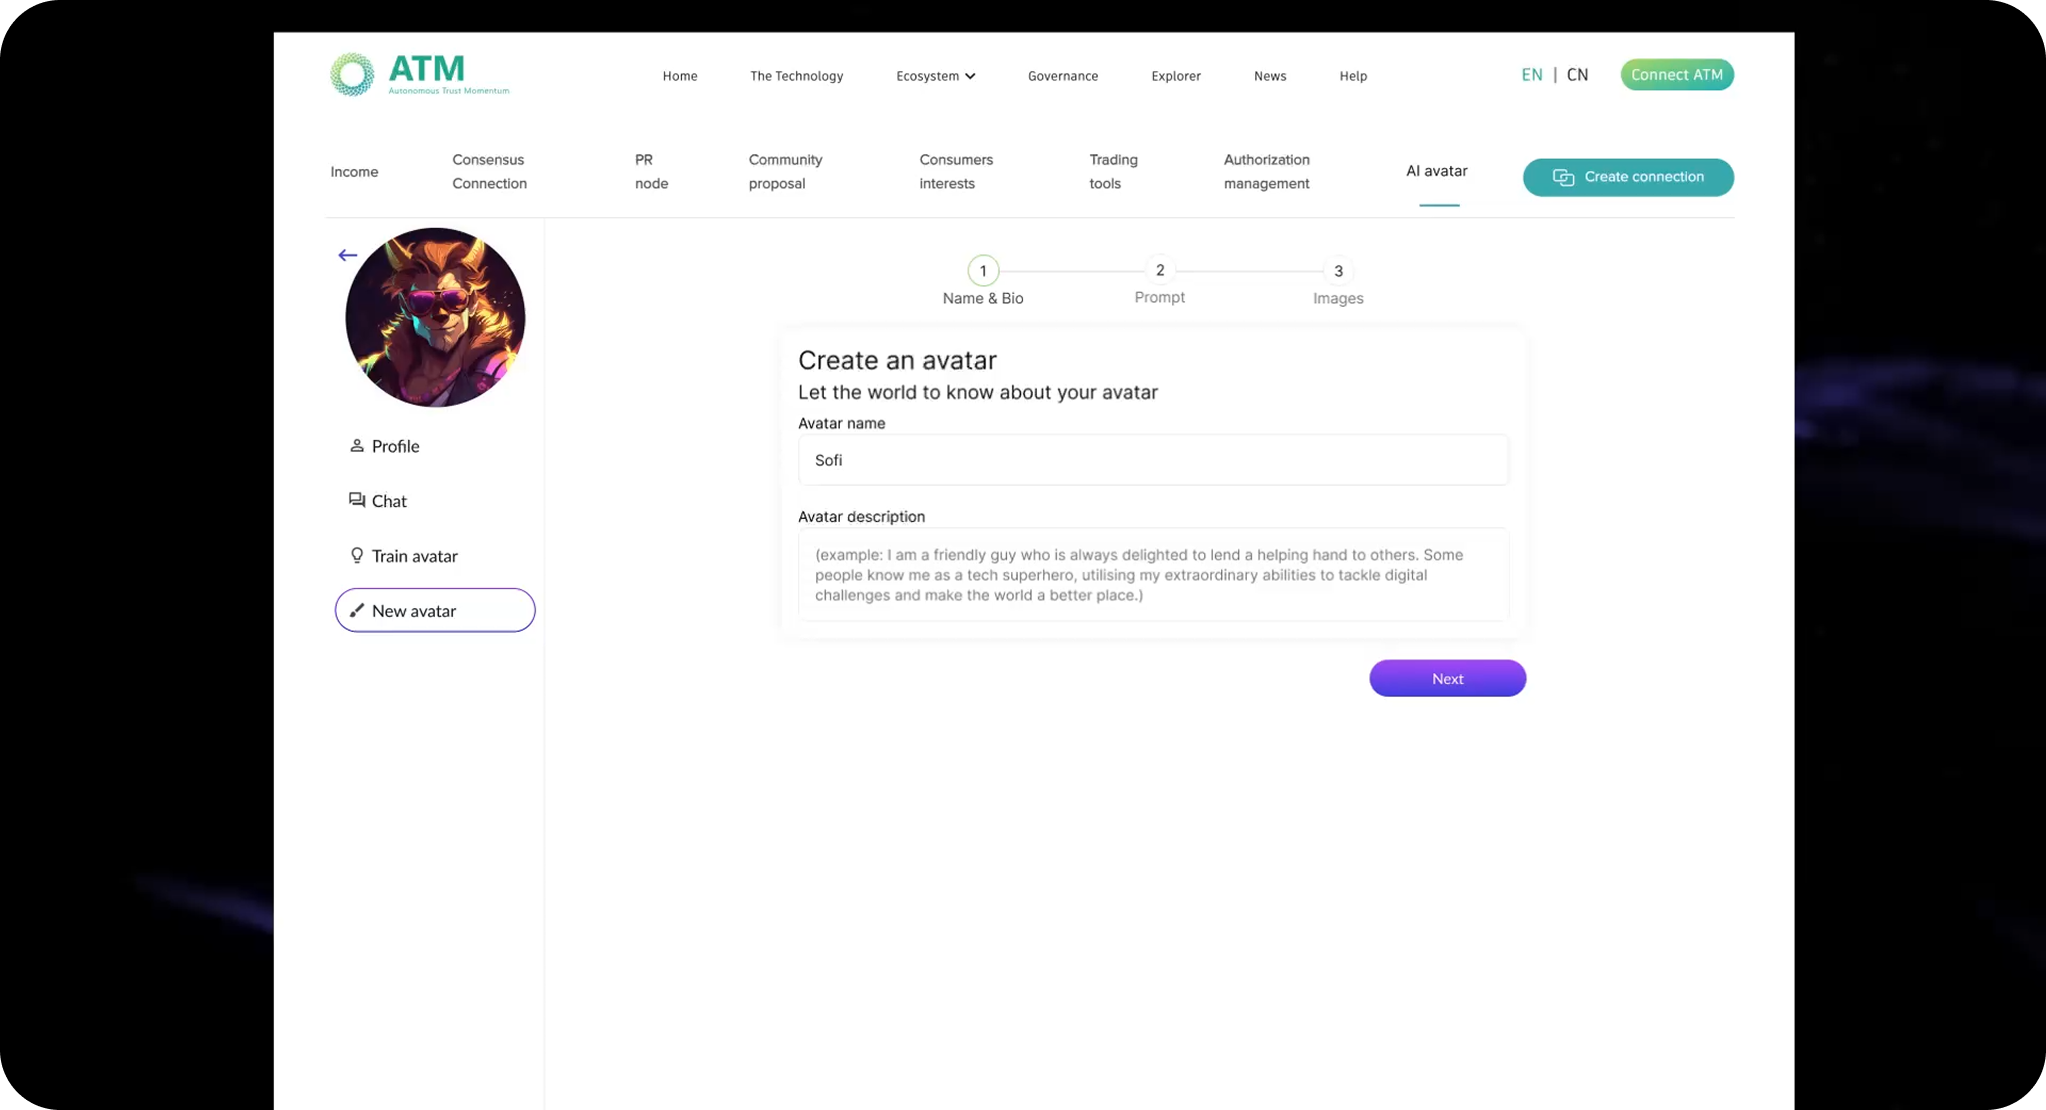 ATM
Autonomous Trust Momentum
Home
The Technology
Ecosystem
Governance
Explorer
News
Help
EN | CN
Connect ATM
Income
Consensus
Connection
PR
node
Community
proposal
Consumers
interests
Trading
tools
Authorization
management
AI avatar
Create connection
Profile
Chat
Train avatar
New avatar
1
Name & Bio
2
Prompt
3
Images
Create an avatar
Let the world to know about your avatar
Avatar name
Sofi
Avatar description
(example: I am a friendly guy who is always delighted to lend a helping hand to others. Some
people know me as a tech superhero, utilising my extraordinary abilities to tackle digital
challenges and make the world a better place.)
Next